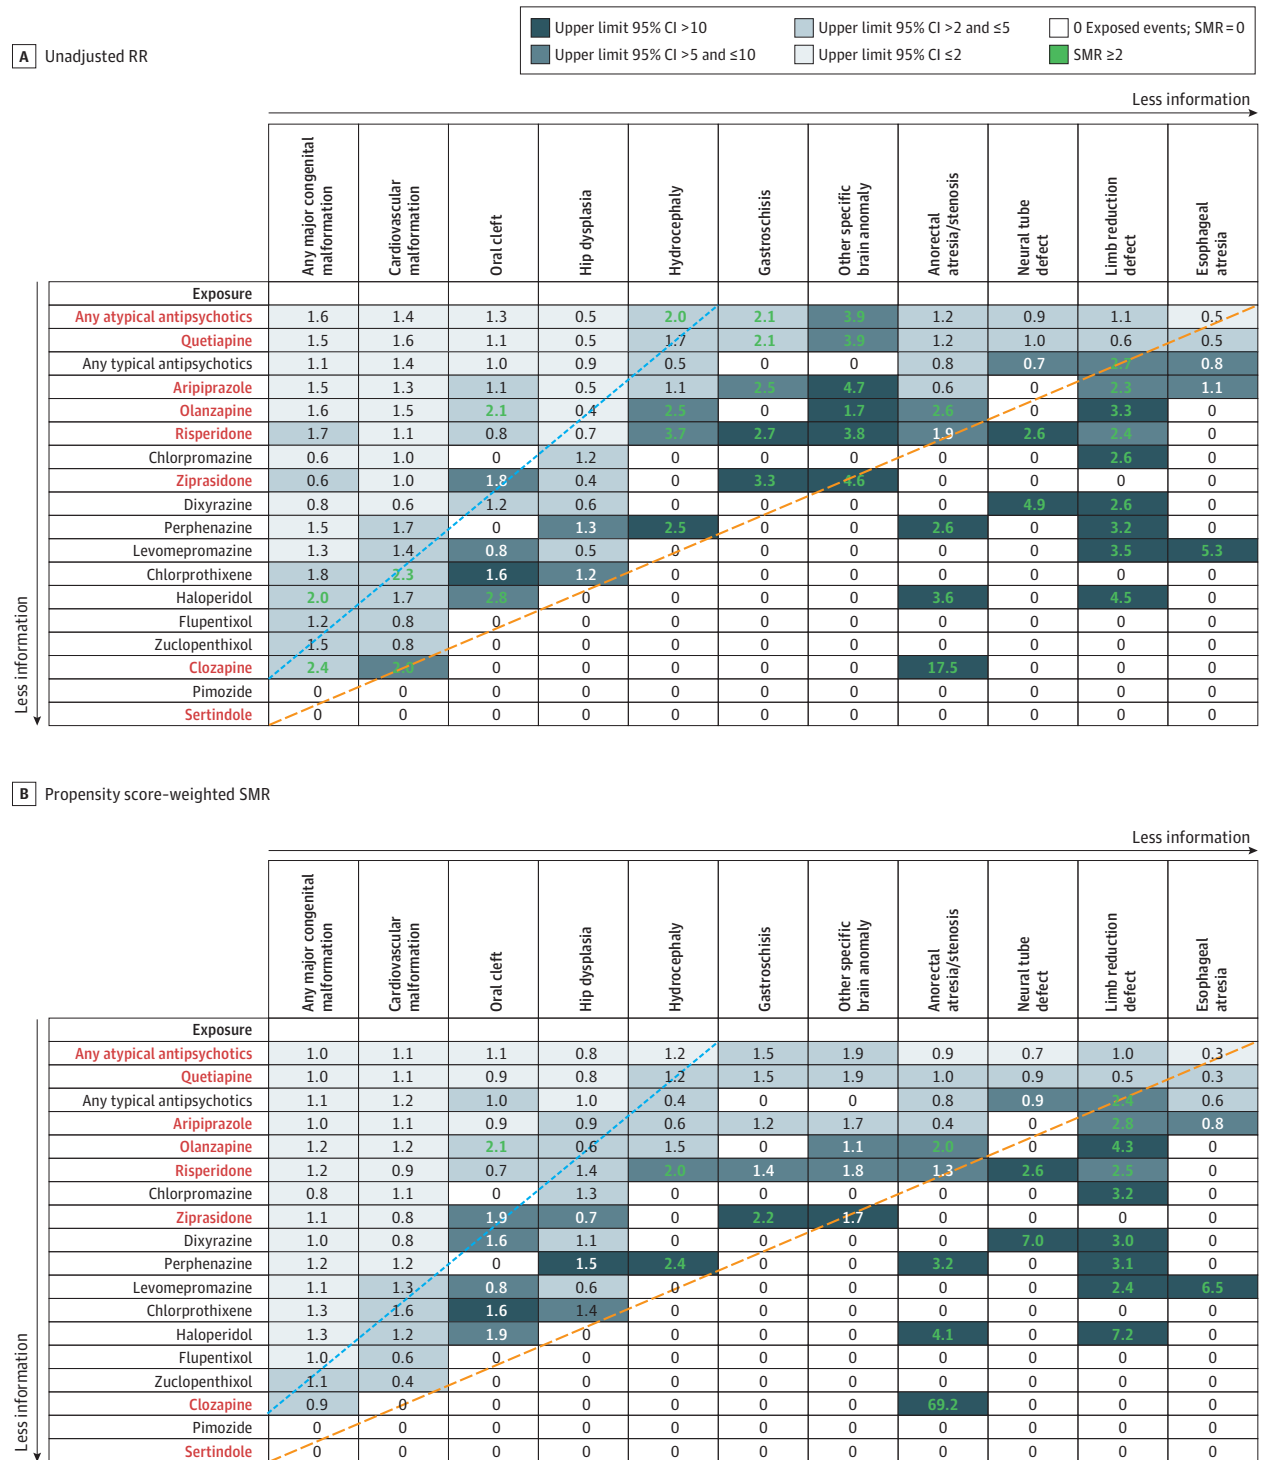 Upper limit 95% CI >10 Upper limit 95% CI >2 and ≤5 0 Exposed events; SMR = 0
A Unadjusted RR
Upper limit 95% CI >5 and ≤10 Upper limit 95% CI ≤2 SMR ≥2
Less information
Any major congenital malformation Cardiovascular malformation Oral cleft Hip dysplasia Hydrocephaly Gastroschisis Other specific brain anomaly Anorectal atresia/stenosis Neural tube defect Limb reduction defect Esophageal atresia
Exposure
Any atypical antipsychotics 1.6 1.4 1.3 0.5 2.0 2.1 3.9 1.2 0.9 1.1 0.5
Quetiapine 1.5 1.6 1.1 0.5 1.7 2.1 3.9 1.2 1.0 0.6 0.5
Any typical antipsychotics 1.1 1.4 1.0 0.9 0.5 0 0 0.8 0.7 0.8
Aripiprazole 1.5 1.3 1.1 0.5 1.1 2.5 4.7 0.6 0 2.3 1.1
Olanzapine 1.6 1.5 2.1 0.4 2.5 0 1.7 2.6 0 3.3 0
Risperidone 1.7 1.1 0.8 0.7 3.7 2.7 3.8 1.9 2.6 2.4 0
Chlorpromazine 0.6 1.0 0 1.2 0 0 0 0 0 2.6 0
Ziprasidone 0.6 1.0 1.8 0.4 0 3.3 4.6 0 0 0 0
Dixyrazine 0.8 0.6 1.2 0.6 0 0 0 0 4.9 2.6 0
Perphenazine 1.5 1.7 0 1.3 2.5 0 0 2.6 0 3.2 0
Levomepromazine 1.3 1.4 0.8 0.5 0 0 0 0 0 3.5 5.3
Chlorprothixene 1.8 2.3 1.6 1.2 0 0 0 0 0 0 0
Haloperidol 2.0 1.7 2.8 0 0 0 0 3.6 0 4.5 0
Flupentixol 1.2 0.8 0 0 0 0 0 0 0 0 0
Zuclopenthixol 1.5 0.8 0 0 0 0 0 0 0 0 0
Clozapine 2.4 0 0 0 0 0 17.5 0 0 0
Pimozide 0 0 0 0 0 0 0 0 0 0 0
Sertindole 0 0 0 0 0 0 0 0 0 0 0
Less information
B Propensity score-weighted SMR
Less information
Any major congenital malformation Cardiovascular malformation Oral cleft Hip dysplasia Hydrocephaly Gastroschisis Other specific brain anomaly Anorectal atresia/stenosis Neural tube defect Limb reduction defect Esophageal atresia
Exposure
Any atypical antipsychotics 1.0 1.1 1.1 0.8 1.2 1.5 1.9 0.9 0.7 1.0 0.3
Quetiapine 1.0 1.1 0.9 0.8 1.2 1.5 1.9 1.0 0.9 0.5 0.3
Any typical antipsychotics 1.1 1.2 1.0 1.0 0.4 0 0 0.8 0.9 2.4 0.6
Aripiprazole 1.0 1.1 0.9 0.9 0.6 1.2 1.7 0.4 0 2.8 0.8
Olanzapine 1.2 1.2 2.1 0.6 1.5 0 1.1 2.0 0 4.3 0
Risperidone 1.2 0.9 0.7 1.4 2.0 1.4 1.8 1.3 2.6 2.5 0
Chlorpromazine 0.8 1.1 0 1.3 0 0 0 0 0 3.2 0
Ziprasidone 1.1 0.8 1.9 0.7 0 2.2 1.7 0 0 0 0
Dixyrazine 1.0 0.8 1.6 1.1 0 0 0 0 7.0 3.0 0
Perphenazine 1.2 1.2 0 1.5 2.4 0 0 3.2 0 3.1 0
Levomepromazine 1.1 1.3 0.8 0.6 0 0 0 0 0 2.4 6.5
Chlorprothixene 1.3 1.6 1.6 1.4 0 0 0 0 0 0 0
Haloperidol 1.3 1.2 1.9 0 0 0 0 4.1 0 7.2 0
Flupentixol 1.0 0.6 0 0 0 0 0 0 0 0 0
Zuclopenthixol 1.1 0.4 0 0 0 0 0 0 0 0 0
Clozapine 0.9 0 0 0 0 0 0 69.2 0 0 0
Pimozide 0 0 0 0 0 0 0 0 0 0 0
Sertindole 0 0 0 0 0 0 0 0 0 0 0
Less information